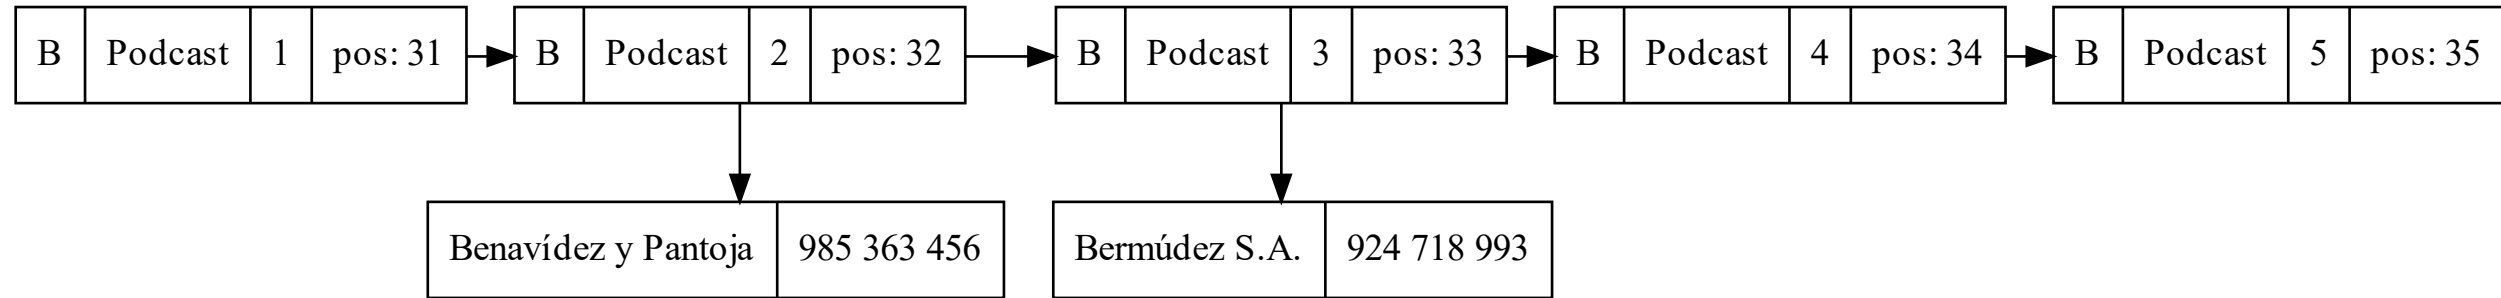 B Podcast 1 pos: 31 B Podcast 2 pos: 32 B Podcast 3 pos: 33 B Podcast 4 pos: 34 B Podcast 5 pos: 35
Benavídez y Pantoja 985 363 456 Bermúdez S.A. 924 718 993